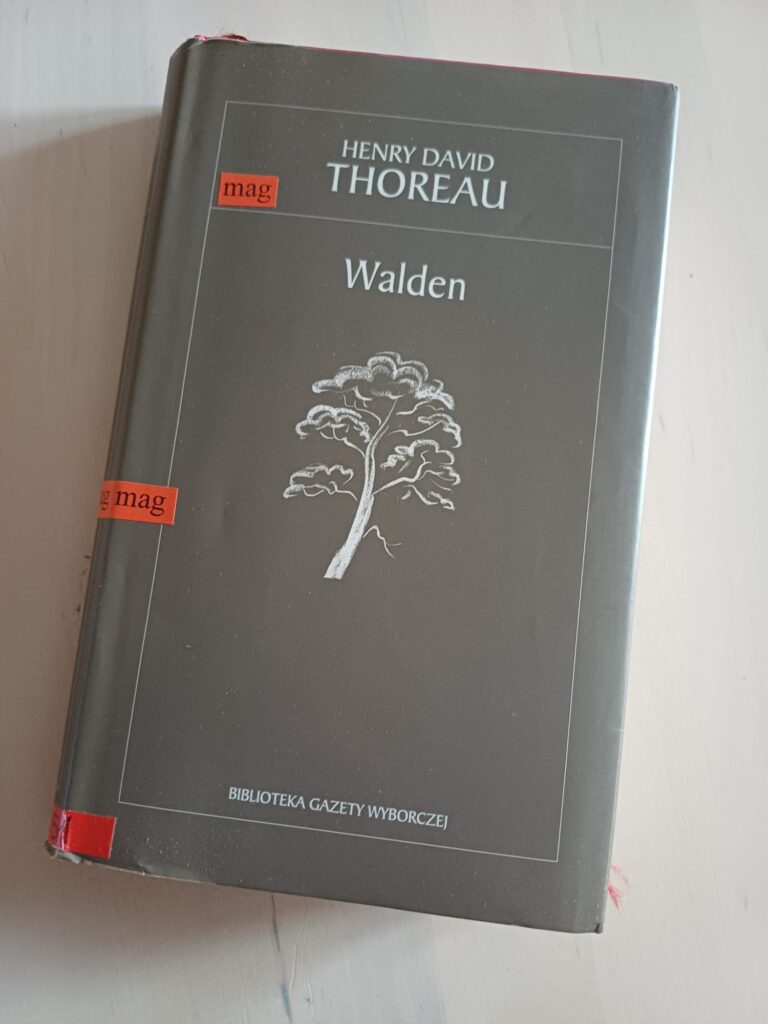 HENRY DAVID
THOREAU
mag
Walden
mag
BIBLIOTEKA GAZETY WYBORCZEJ